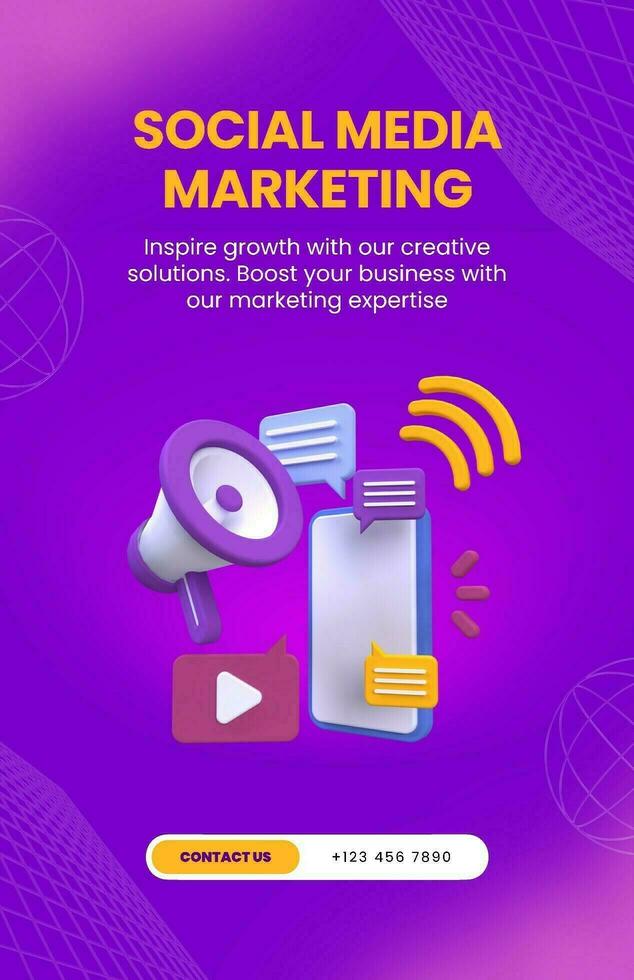 SOCIAL MEDIA
MARKETING
Inspire growth with our creative
solutions. Boost your business with
our marketing expertise
CONTACT US
+123 456 7890